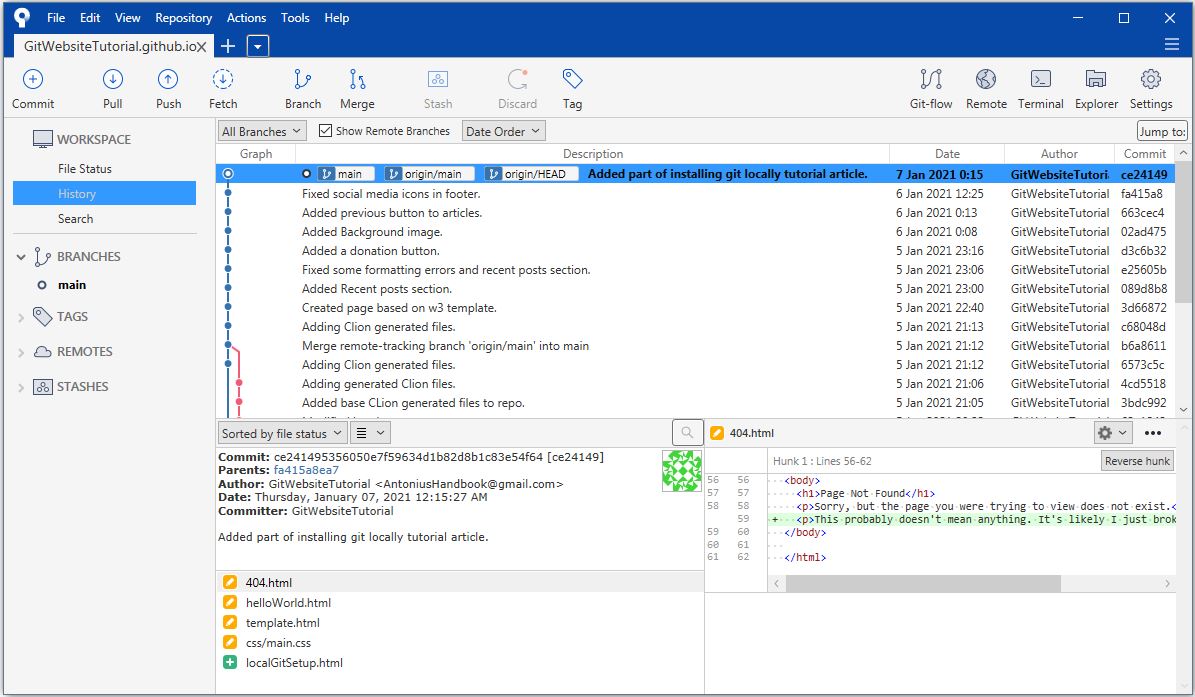 File Edit View Repository Actions Tools Help
GitWebsiteTutorial.github.io
Commit Pull Push Fetch Branch Merge Stash Discard Tag Git-flow Remote Terminal Explorer Settings
WORKSPACE
File Status
History
Search
BRANCHES
main
TAGS
REMOTES
STASHES
All Branches Show Remote Branches Date Order Jump to:
Graph Description Date Author Commit
main origin/main origin/HEAD Added part of installing git locally tutorial article. 7 Jan 2021 0:15 GitWebsiteTutori ce24149
Fixed social media icons in footer. 6 Jan 2021 12:25 GitWebsiteTutorial fa415a8
Added previous button to articles. 6 Jan 2021 0:13 GitWebsiteTutorial 663cec4
Added Background image. 6 Jan 2021 0:08 GitWebsiteTutorial 02ad475
Added a donation button. 5 Jan 2021 23:16 GitWebsiteTutorial d3c6b32
Fixed some formatting errors and recent posts section. 5 Jan 2021 23:06 GitWebsiteTutorial e25605b
Added Recent posts section. 5 Jan 2021 23:00 GitWebsiteTutorial 089d8b8
Created page based on w3 template. 5 Jan 2021 22:40 GitWebsiteTutorial 3d66872
Adding Clion generated files. 5 Jan 2021 21:13 GitWebsiteTutorial c68048d
Merge remote-tracking branch 'origin/main' into main 5 Jan 2021 21:12 GitWebsiteTutorial b6a8611
Adding Clion generated files. 5 Jan 2021 21:12 GitWebsiteTutorial 6573c5c
Adding generated Clion files. 5 Jan 2021 21:06 GitWebsiteTutorial 4cd5518
Added base CLion generated files to repo. 5 Jan 2021 21:05 GitWebsiteTutorial 3bdc992
Sorted by file status
Commit: ce241495356050e7f59634d1b82d8b1c83e54f64 [ce24149]
Parents: fa415a8ea7
Author: GitWebsiteTutorial <AntoniusHandbook@gmail.com>
Date: Thursday, January 07, 2021 12:15:27 AM
Committer: GitWebsiteTutorial
Added part of installing git locally tutorial article.
404.html
helloWorld.html
template.html
css/main.css
localGitSetup.html
404.html
Hunk 1 : Lines 56-62 Reverse hunk
56 56 <body>
57 57 <h1>Page Not Found</h1>
58 58 <p>Sorry, but the page you were trying to view does not exist.<
59 + <p>This probably doesn't mean anything. It's likely I just brok
59 60 </body>
60 61
61 62 </html>